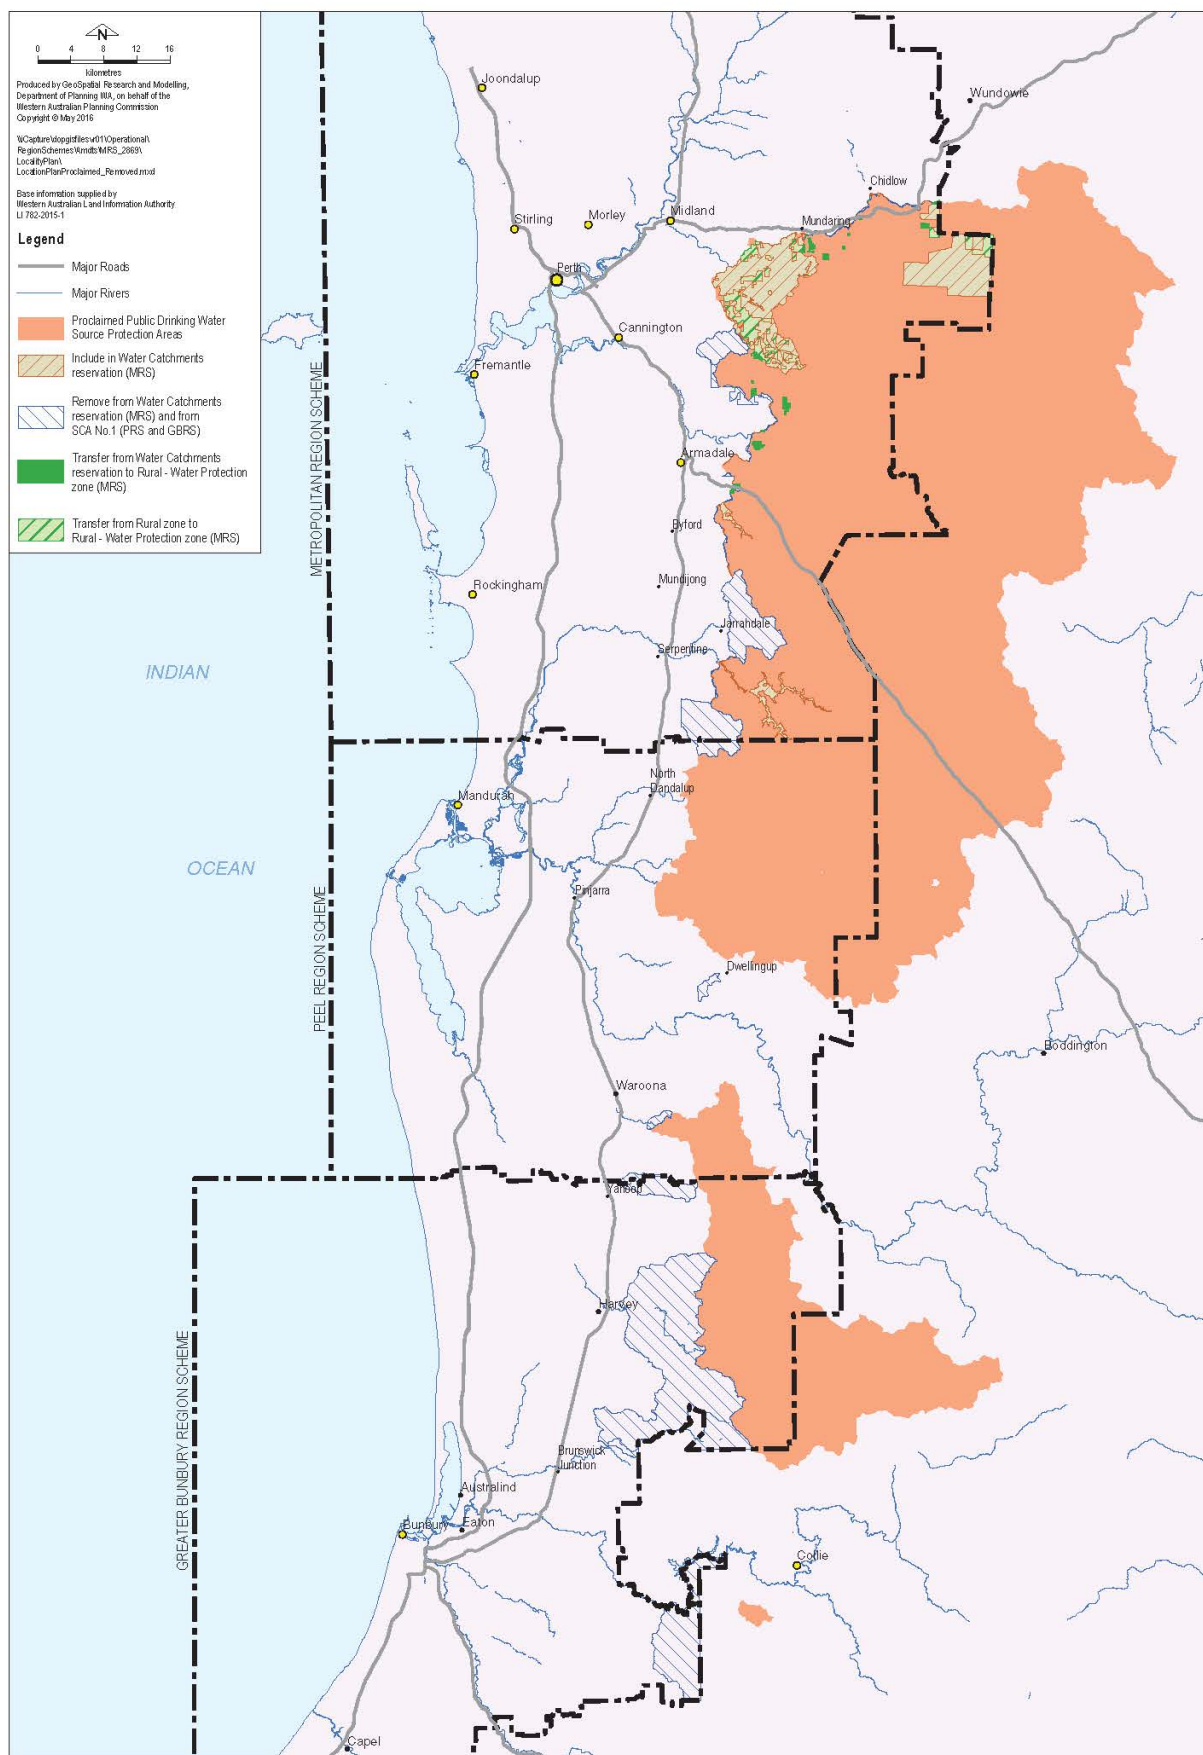 N
0 4 8 12 16
kilometres
Produced by GeoSpatial Research and Modelling,
Department of Planning WA, on behalf of the
Western Australian Planning Commission
Copyright © May 2016
RegionSchemes\Amdts\MRS_2869\
LocalityPlan\
LocationPlanProclaimed_Removed.mxd
Base information supplied by
Western Australian Land Information Authority
LI 782-2015-1
Legend
Major Roads
Major Rivers
Proclaimed Public Drinking Water
Source Protection Areas
Include in Water Catchments
reservation (MRS)
Remove from Water Catchments
reservation (MRS) and from
SCA No.1 (PRS and GBRS)
Transfer from Water Catchments
reservation to Rural - Water Protection
zone (MRS)
Transfer from Rural zone to
Rural - Water Protection zone (MRS)
Joondalup
Wundowie
Chidlow
Stirling
Morley
Midland
Mundaring
Perth
Cannington
Fremantle
METROPOLITAN REGION SCHEME
Armadale
Byford
Rockingham
Mundijong
Jarrahdale
Serpentine
INDIAN
North
Dandalup
Mandurah
OCEAN
Pinjarra
PEEL REGION SCHEME
Dwellingup
Boddington
Waroona
Yarloop
Harvey
GREATER BUNBURY REGION SCHEME
Brunswick
Junction
Australind
Bunbury
Eaton
Collie
Capel